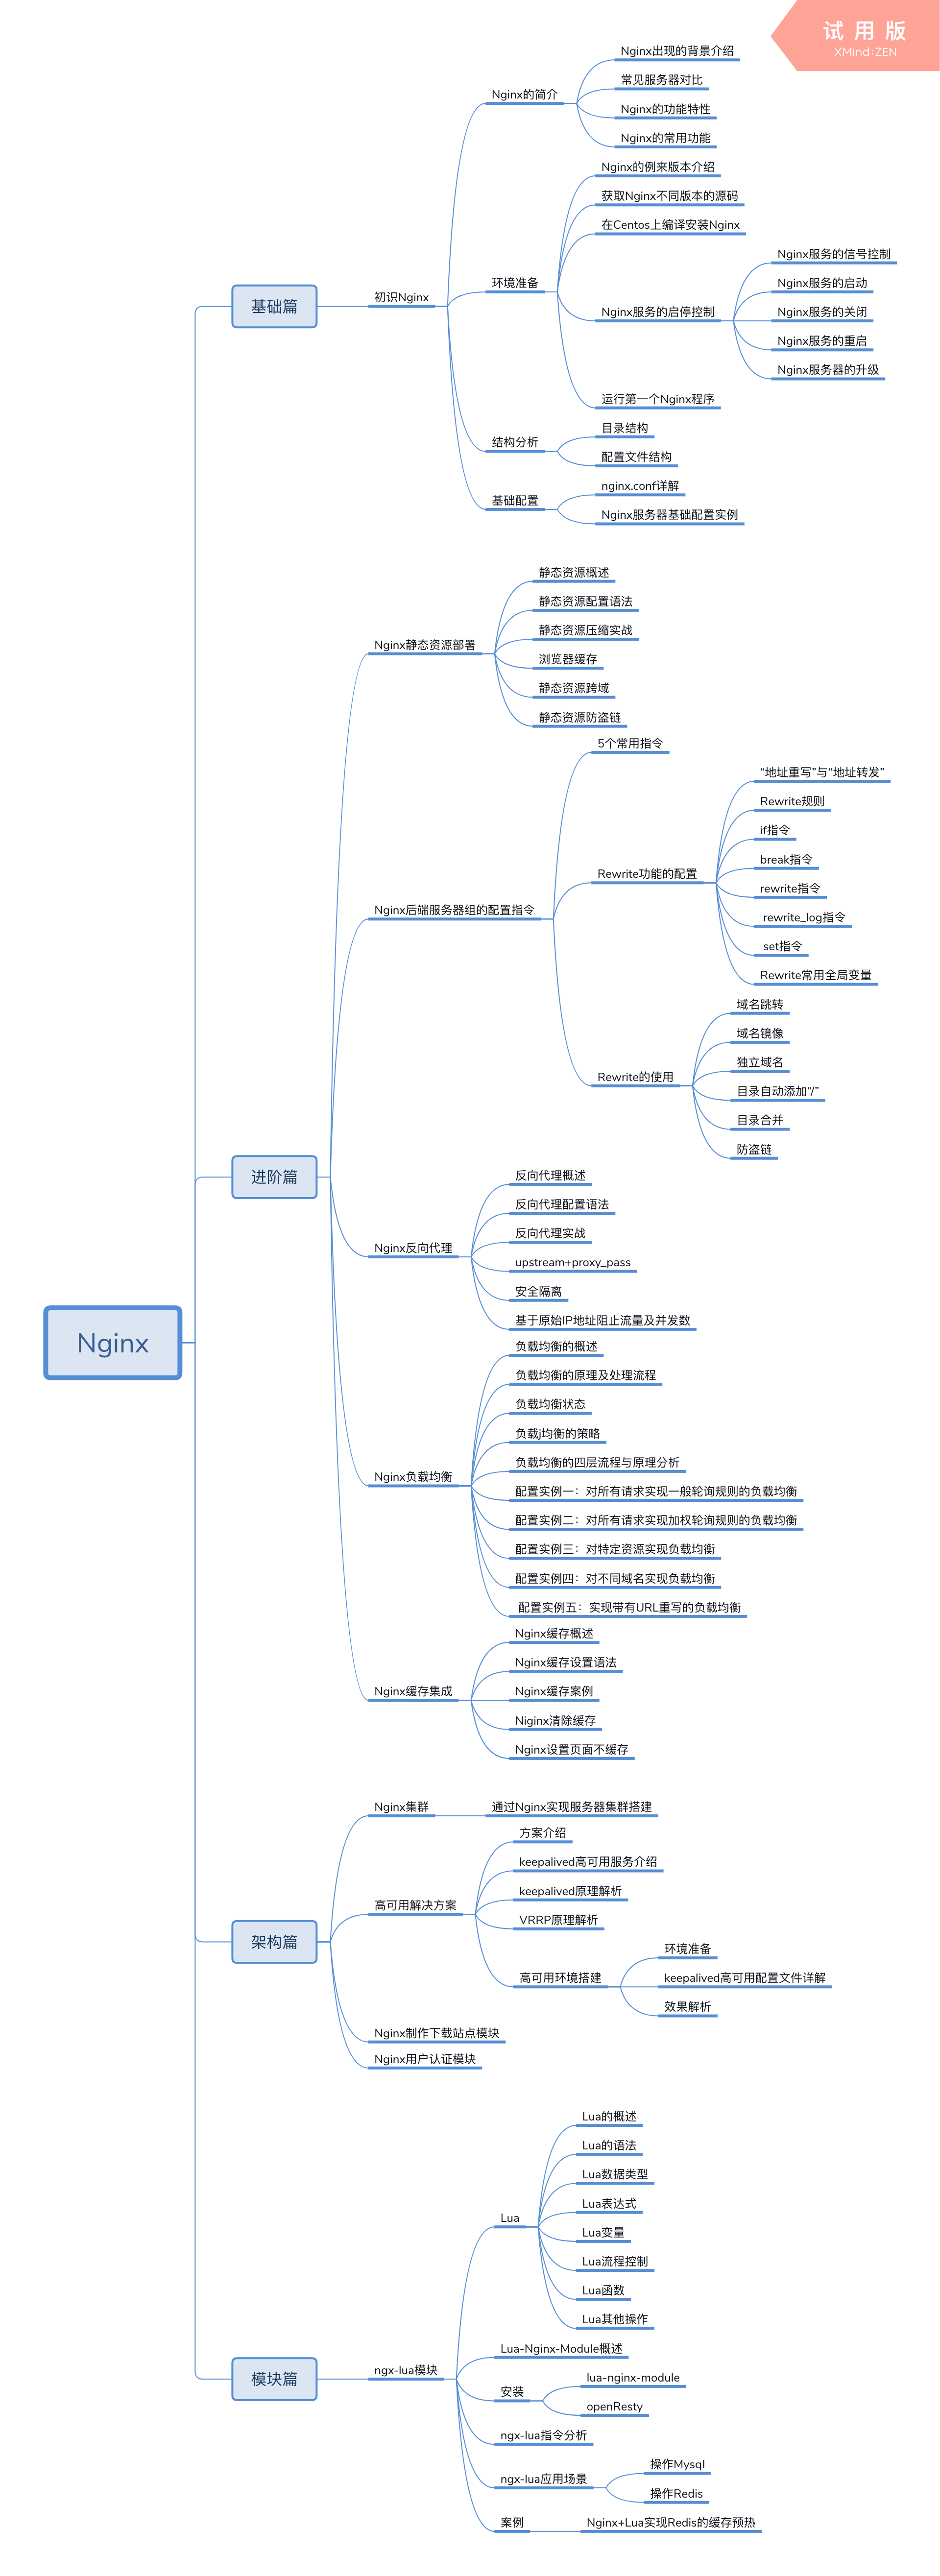 试 用 版
XMind:ZEN
Nginx
基础篇
初识Nginx
Nginx的简介
Nginx出现的背景介绍
常见服务器对比
Nginx的功能特性
Nginx的常用功能
环境准备
Nginx的例来版本介绍
获取Nginx不同版本的源码
在Centos上编译安装Nginx
Nginx服务的启停控制
Nginx服务的信号控制
Nginx服务的启动
Nginx服务的关闭
Nginx服务的重启
Nginx服务器的升级
运行第一个Nginx程序
结构分析
目录结构
配置文件结构
基础配置
nginx.conf详解
Nginx服务器基础配置实例
进阶篇
Nginx静态资源部署
静态资源概述
静态资源配置语法
静态资源压缩实战
浏览器缓存
静态资源跨域
静态资源防盗链
Nginx后端服务器组的配置指令
5个常用指令
Rewrite功能的配置
“地址重写”与“地址转发”
Rewrite规则
if指令
break指令
rewrite指令
rewrite_log指令
set指令
Rewrite常用全局变量
Rewrite的使用
域名跳转
域名镜像
独立域名
目录自动添加“/”
目录合并
防盗链
Nginx反向代理
反向代理概述
反向代理配置语法
反向代理实战
upstream+proxy_pass
安全隔离
基于原始IP地址阻止流量及并发数
Nginx负载均衡
负载均衡的概述
负载均衡的原理及处理流程
负载均衡状态
负载j均衡的策略
负载均衡的四层流程与原理分析
配置实例一：对所有请求实现一般轮询规则的负载均衡
配置实例二：对所有请求实现加权轮询规则的负载均衡
配置实例三：对特定资源实现负载均衡
配置实例四：对不同域名实现负载均衡
配置实例五：实现带有URL重写的负载均衡
Nginx缓存集成
Nginx缓存概述
Nginx缓存设置语法
Nginx缓存案例
Niginx清除缓存
Nginx设置页面不缓存
架构篇
Nginx集群
通过Nginx实现服务器集群搭建
高可用解决方案
方案介绍
keepalived高可用服务介绍
keepalived原理解析
VRRP原理解析
高可用环境搭建
环境准备
keepalived高可用配置文件详解
效果解析
Nginx制作下载站点模块
Nginx用户认证模块
模块篇
ngx-lua模块
Lua
Lua的概述
Lua的语法
Lua数据类型
Lua表达式
Lua变量
Lua流程控制
Lua函数
Lua其他操作
Lua-Nginx-Module概述
安装
lua-nginx-module
openResty
ngx-lua指令分析
ngx-lua应用场景
操作Mysql
操作Redis
案例
Nginx+Lua实现Redis的缓存预热